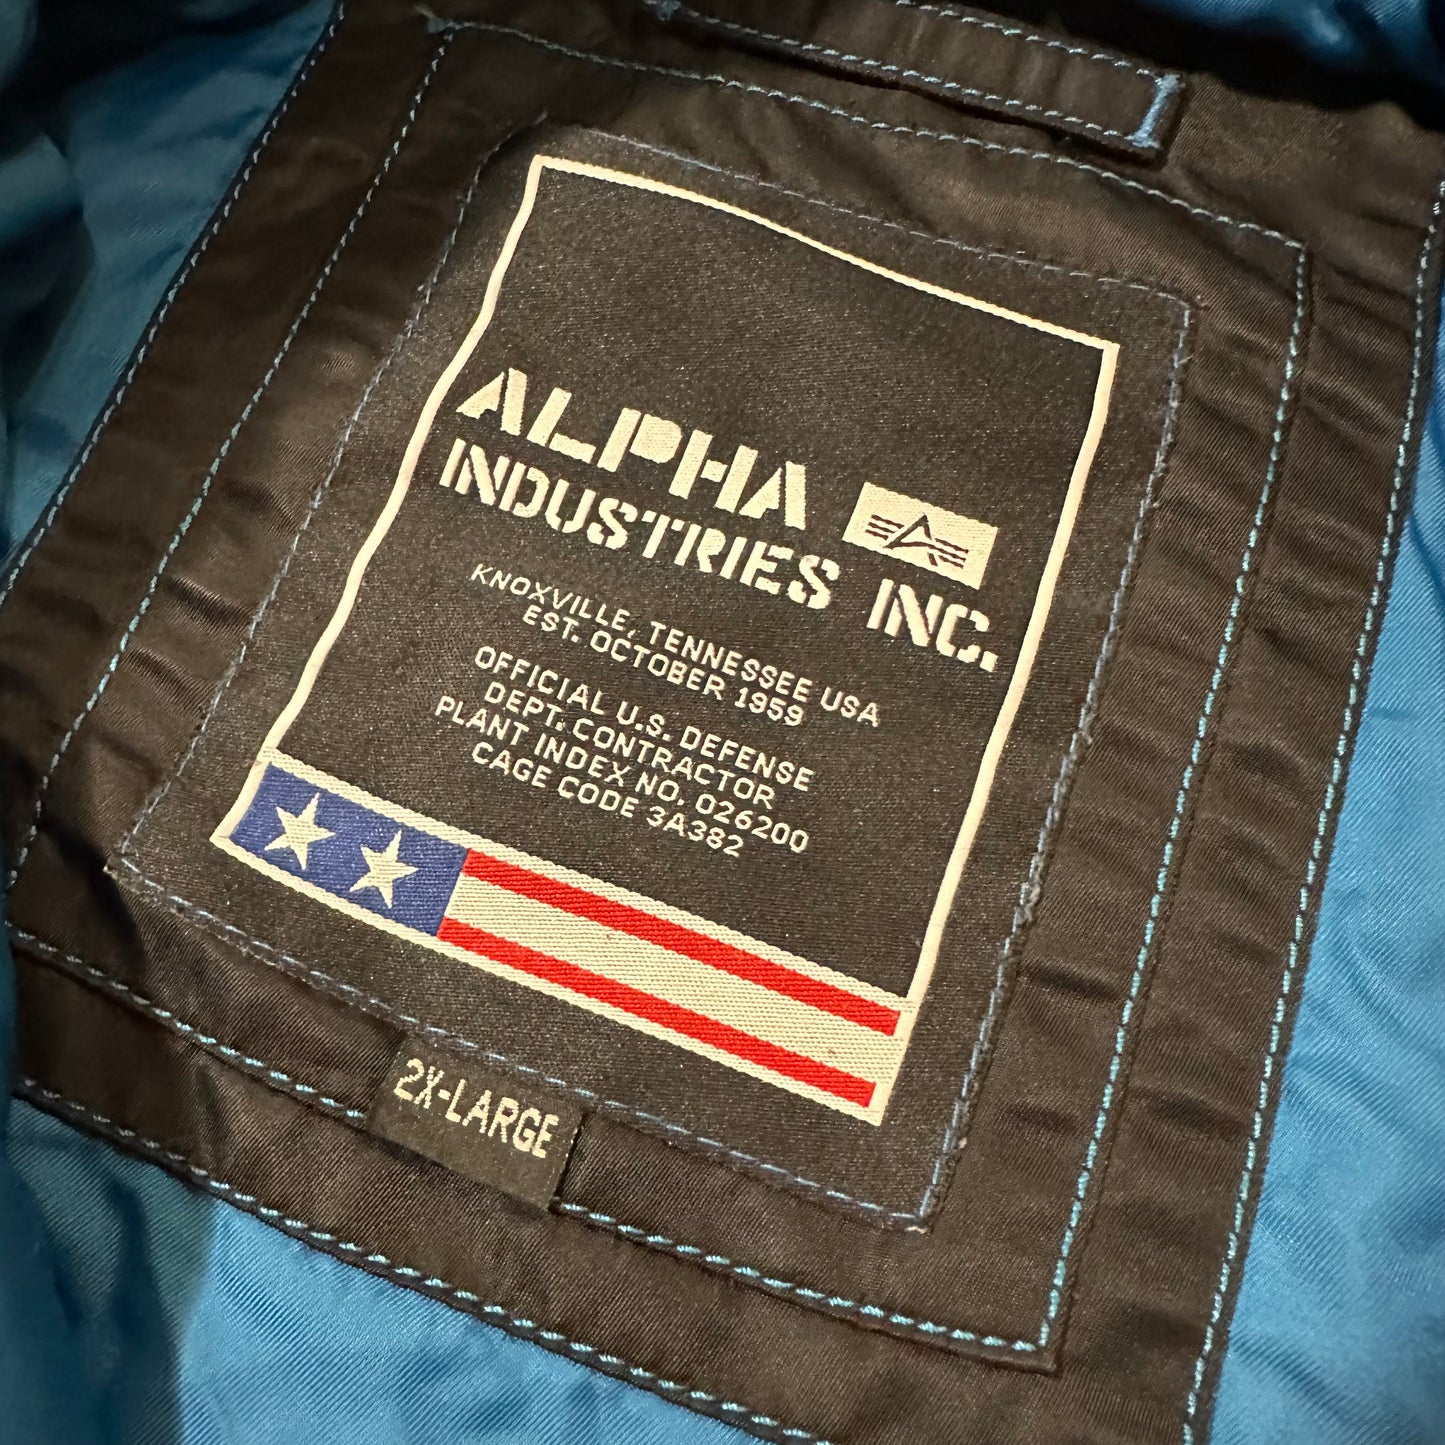 ALPHA
INDUSTRIES INC.
KNOXVILLE, TENNESSEE USA
EST. OCTOBER 1959
OFFICIAL U.S. DEFENSE
DEPT. CONTRACTOR
PLANT INDEX NO. 026200
CAGE CODE 3A382
2X-LARGE